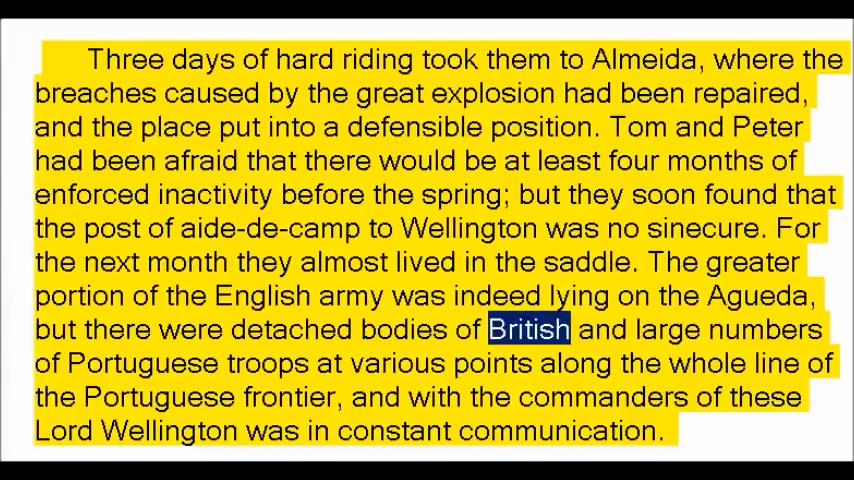 Three days of hard riding took them to Almeida, where the
breaches caused by the great explosion had been repaired,
and the place put into a defensible position. Tom and Peter
had been afraid that there would be at least four months of
enforced inactivity before the spring; but they soon found that
the post of aide-de-camp to Wellington was no sinecure. For
the next month they almost lived in the saddle. The greater
portion of the English army was indeed lying on the Agueda,
but there were detached bodies of British and large numbers
of Portuguese troops at various points along the whole line of
the Portuguese frontier, and with the commanders of these
Lord Wellington was in constant communication.